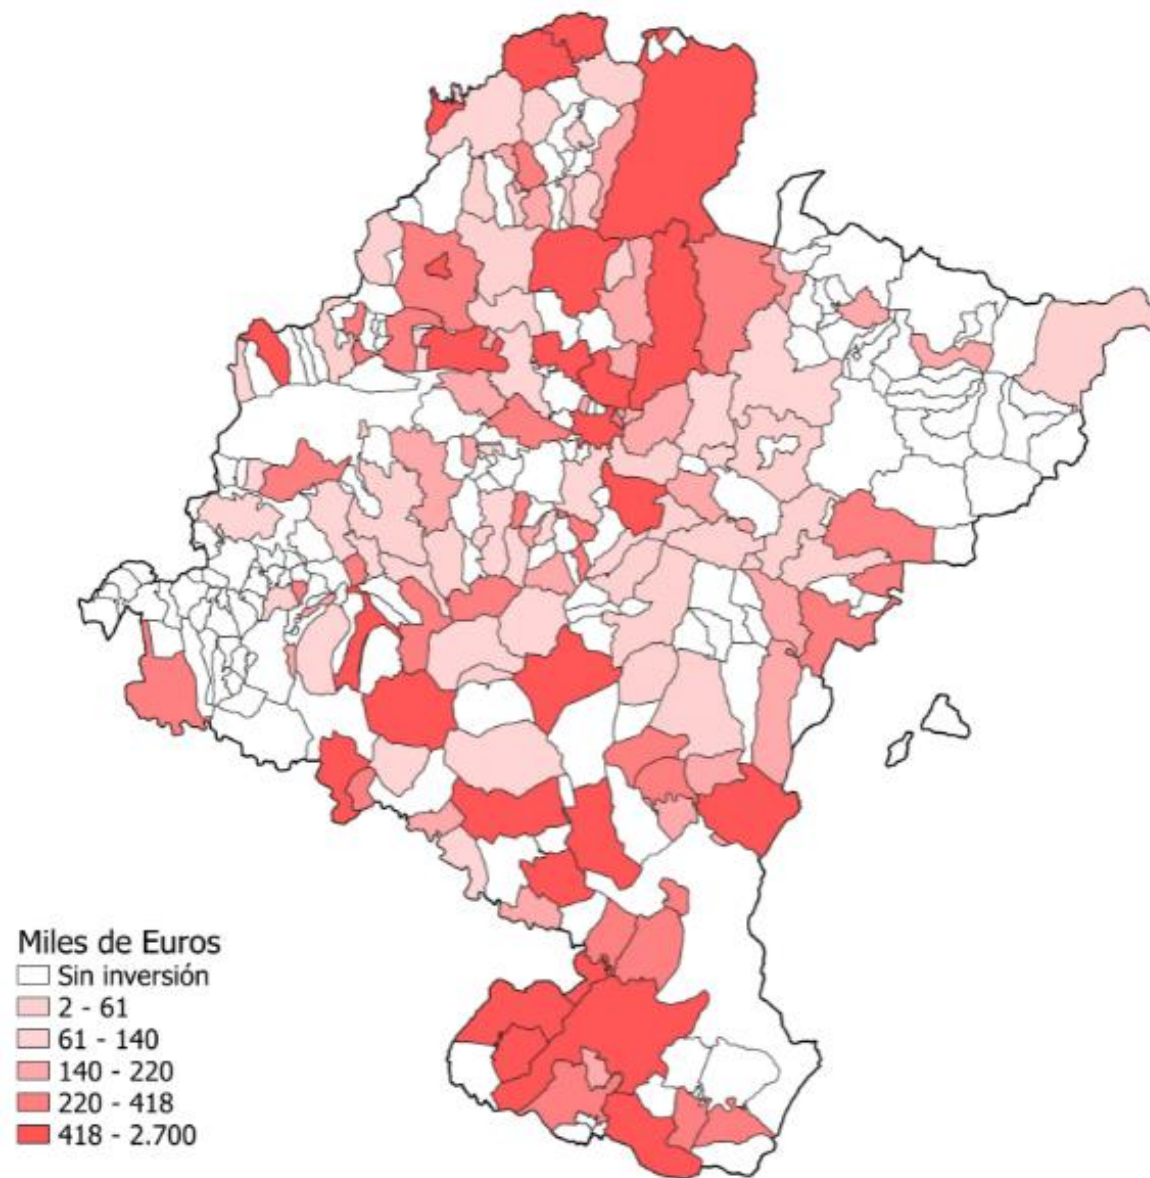 Miles de Euros
Sin inversión
2 - 61
61 - 140
140 - 220
220 - 418
418 - 2.700